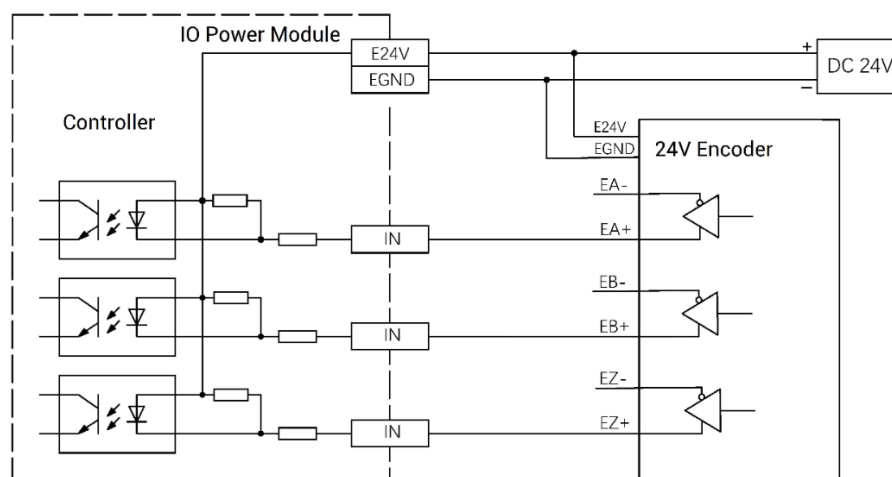 IO Power Module
E24V
EGND
+
DC 24V
−
Controller
E24V
EGND
24V Encoder
EA-
EA+
IN
EB-
EB+
IN
EZ-
EZ+
IN